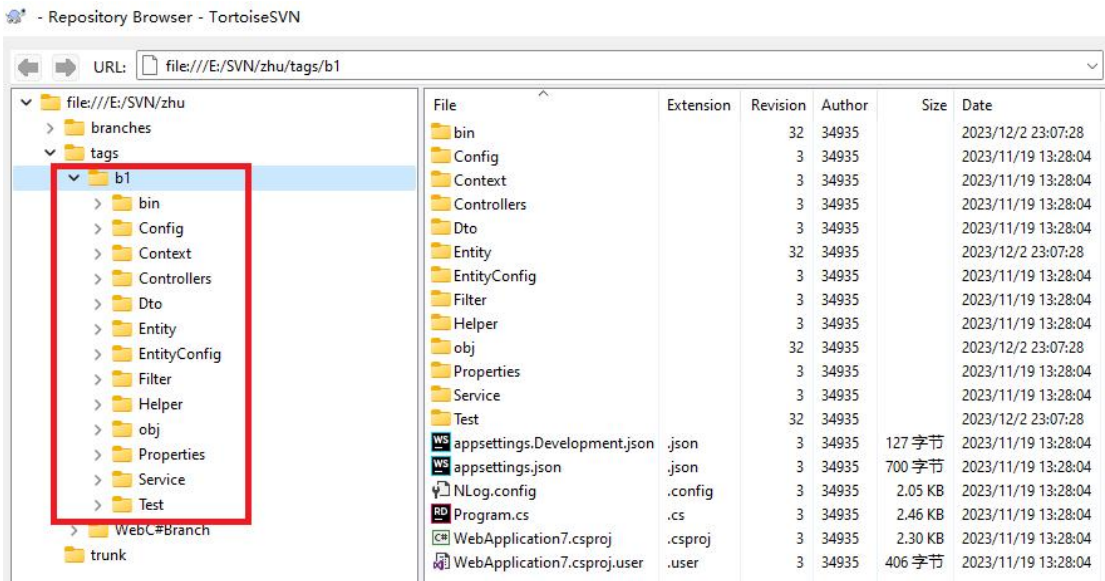 - Repository Browser - TortoiseSVN
URL: file:///E:/SVN/zhu/tags/b1
file:///E:/SVN/zhu
branches
tags
b1
bin
Config
Context
Controllers
Dto
Entity
EntityConfig
Filter
Helper
obj
Properties
Service
Test
WebC#Branch
trunk
File Extension Revision Author Size Date
bin 32 34935 2023/12/2 23:07:28
Config 3 34935 2023/11/19 13:28:04
Context 3 34935 2023/11/19 13:28:04
Controllers 3 34935 2023/11/19 13:28:04
Dto 3 34935 2023/11/19 13:28:04
Entity 32 34935 2023/12/2 23:07:28
EntityConfig 3 34935 2023/11/19 13:28:04
Filter 3 34935 2023/11/19 13:28:04
Helper 3 34935 2023/11/19 13:28:04
obj 32 34935 2023/12/2 23:07:28
Properties 3 34935 2023/11/19 13:28:04
Service 3 34935 2023/11/19 13:28:04
Test 32 34935 2023/12/2 23:07:28
WS appsettings.Development.json .json 3 34935 127 字节 2023/11/19 13:28:04
WS appsettings.json .json 3 34935 700 字节 2023/11/19 13:28:04
NLog.config .config 3 34935 2.05 KB 2023/11/19 13:28:04
RD Program.cs .cs 3 34935 2.46 KB 2023/11/19 13:28:04
C# WebApplication7.csproj .csproj 3 34935 2.30 KB 2023/11/19 13:28:04
WebApplication7.csproj.user .user 3 34935 406 字节 2023/11/19 13:28:04